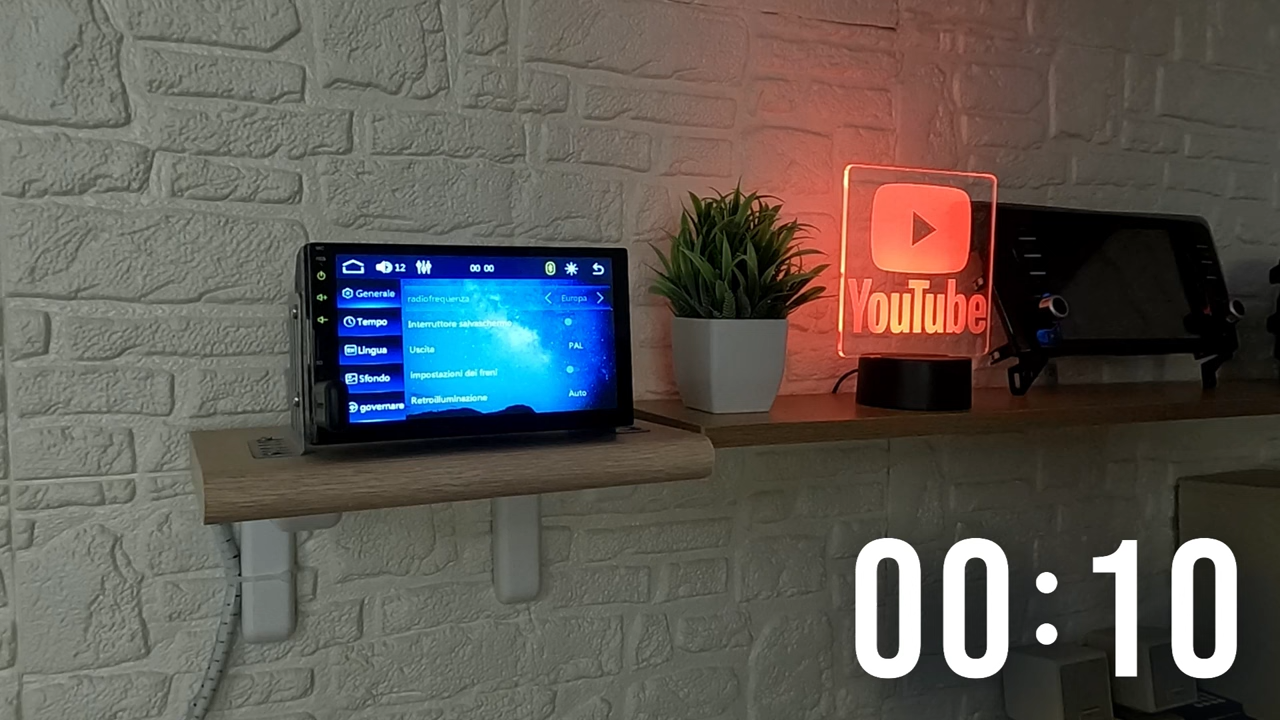 12
00 00
Generale
radiofrequenza
Europa
Tempo
Interruttore salvaschermo
Lingua
Uscita
PAL
Sfondo
Impostazioni dei freni
governare
Retroilluminazione
Auto
YouTube
00:10